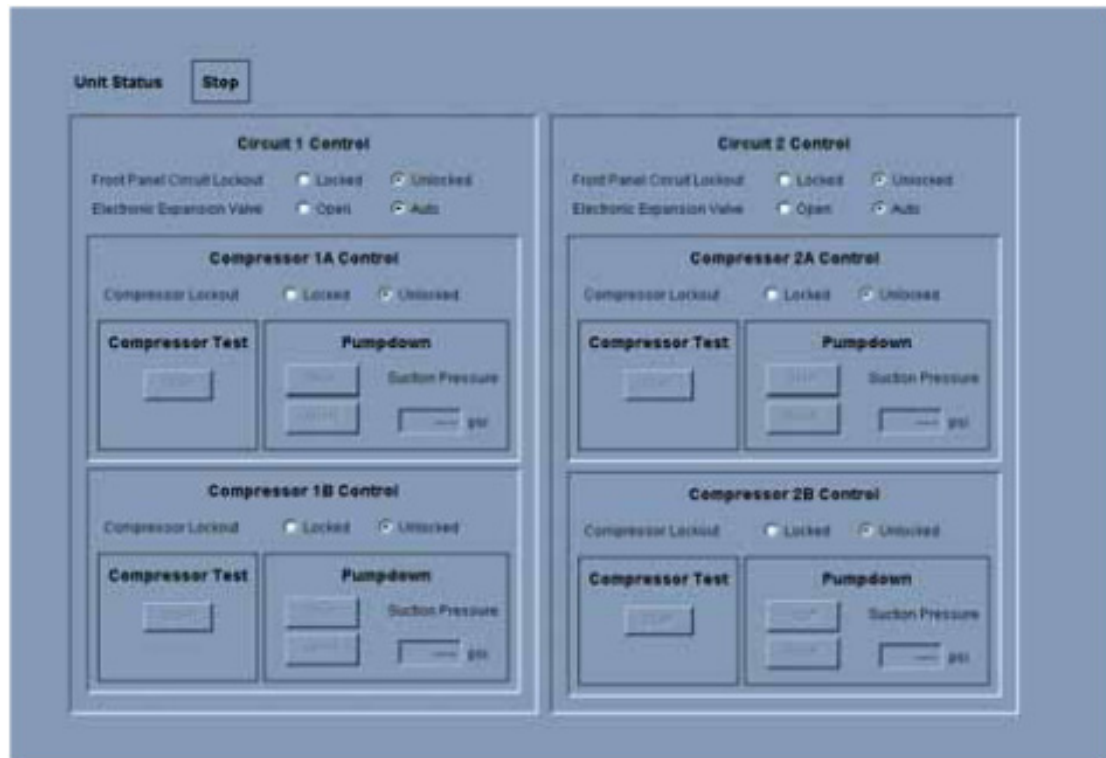 Unit Status Stop
Circuit 1 Control
Front Panel Circuit Lockout Locked Unlocked
Electronic Expansion Valve Open Auto
Compressor 1A Control
Compressor Lockout Locked Unlocked
Compressor Test Pumpdown
Suction Pressure
--- psi
Compressor 1B Control
Compressor Lockout Locked Unlocked
Compressor Test Pumpdown
Suction Pressure
--- psi
Circuit 2 Control
Front Panel Circuit Lockout Locked Unlocked
Electronic Expansion Valve Open Auto
Compressor 2A Control
Compressor Lockout Locked Unlocked
Compressor Test Pumpdown
Suction Pressure
--- psi
Compressor 2B Control
Compressor Lockout Locked Unlocked
Compressor Test Pumpdown
Suction Pressure
--- psi